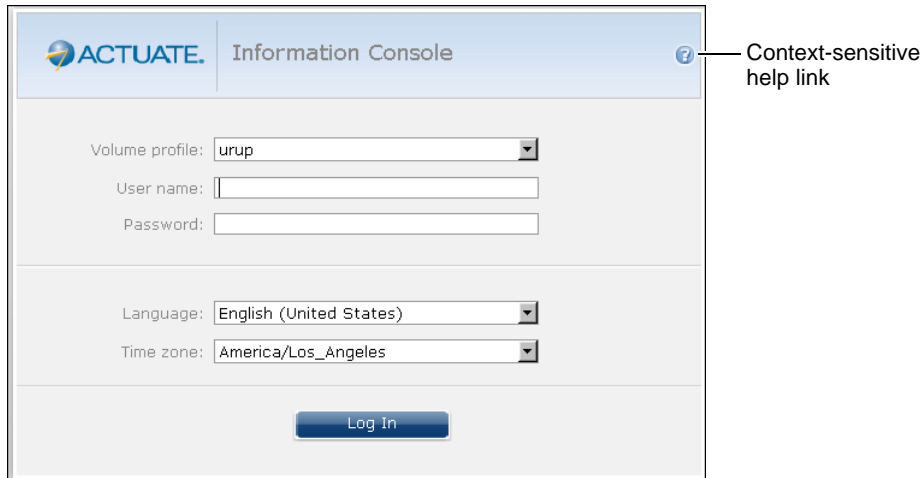 ACTUATE. Information Console
?
Context-sensitive
help link
Volume profile: urup
User name:
Password:
Language: English (United States)
Time zone: America/Los_Angeles
Log In